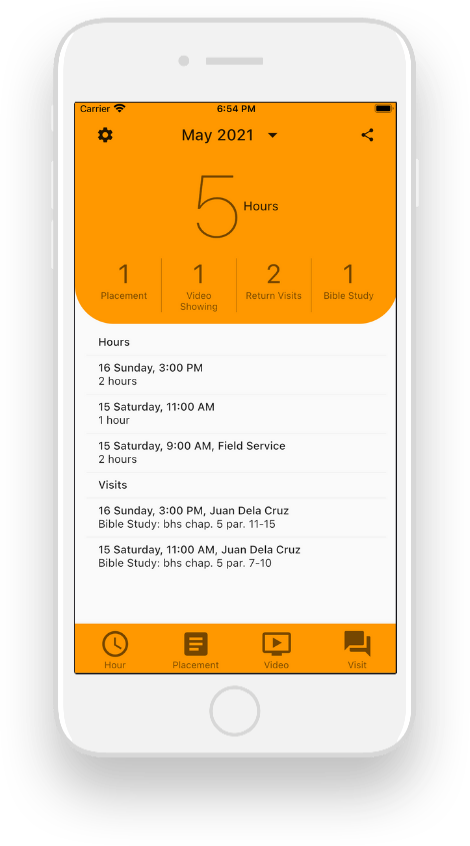 Carrier 6:54 PM
May 2021
5 Hours
1 1 2 1
Placement Video Showing Return Visits Bible Study
Hours
16 Sunday, 3:00 PM
2 hours
15 Saturday, 11:00 AM
1 hour
15 Saturday, 9:00 AM, Field Service
2 hours
Visits
16 Sunday, 3:00 PM, Juan Dela Cruz
Bible Study: bhs chap. 5 par. 11-15
15 Saturday, 11:00 AM, Juan Dela Cruz
Bible Study: bhs chap. 5 par. 7-10
Hour Placement Video Visit